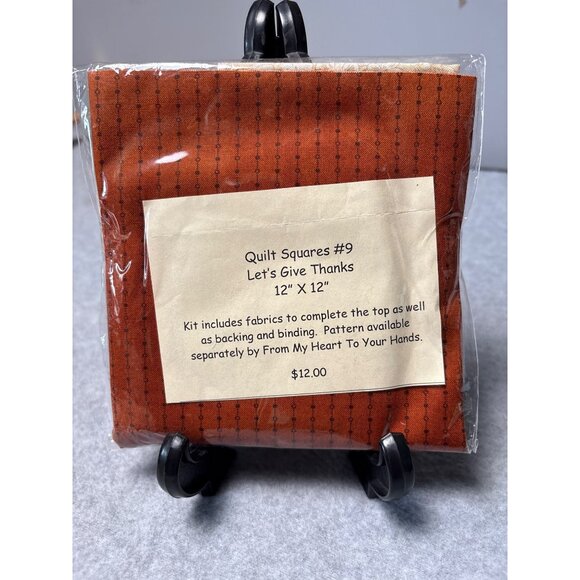 Quilt Squares #9
Let's Give Thanks
12" X 12"
Kit includes fabrics to complete the top as well
as backing and binding. Pattern available
separately by From My Heart To Your Hands.
$12.00